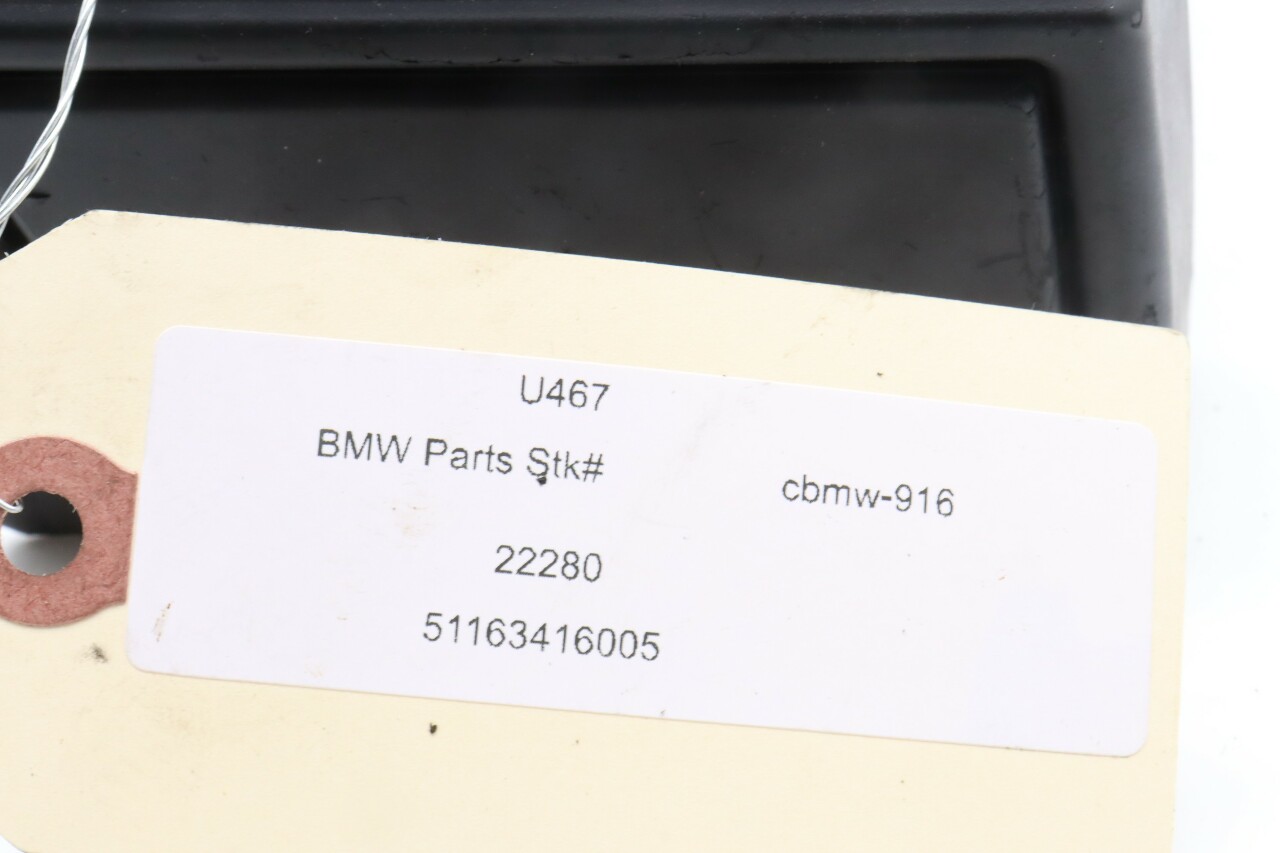 U467
BMW Parts Stk#
cbmw-916
22280
51163416005